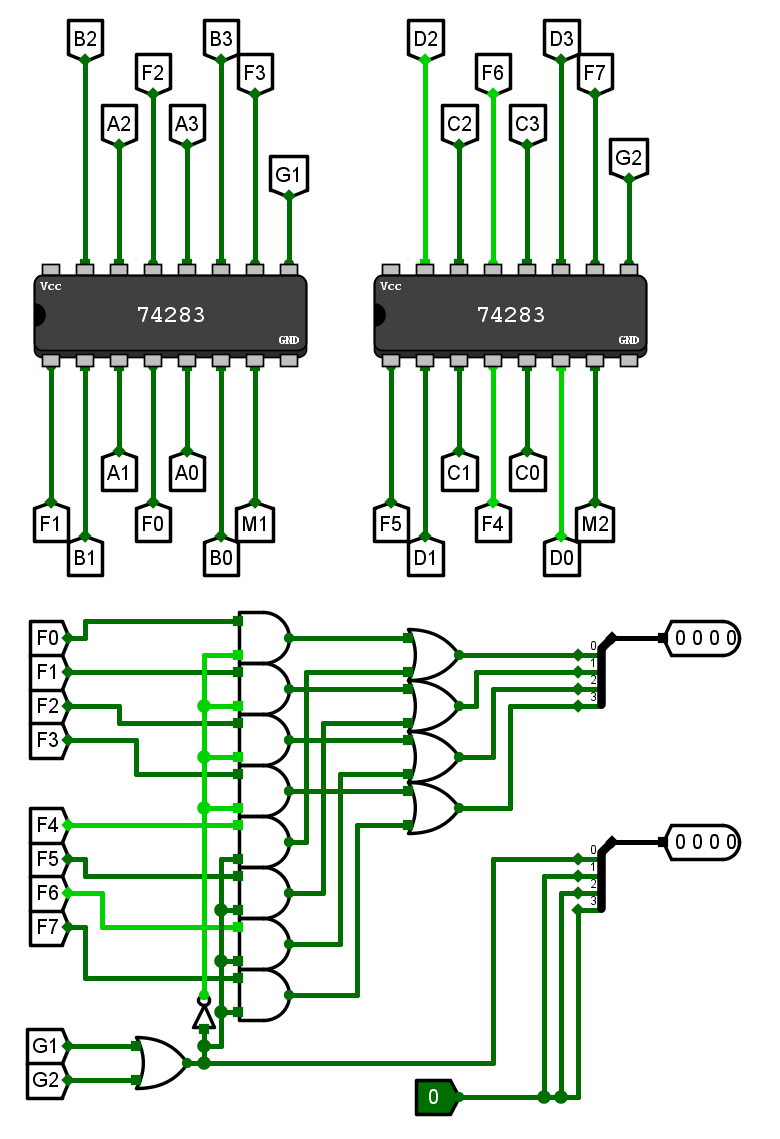 B2 B3 D2 D3
F2 F3 F6 F7
A2 A3 C2 C3
G1 G2
Vcc Vcc
74283 74283
GND GND
A1 A0 C1 C0
F1 F0 M1 F5 F4 M2
B1 B0 D1 D0
F0 0 0 0 0 0
1
F1 2
F2 3
F3
F4
F5 0 0 0 0 0
1
F6 2
F7 3
G1
G2 0